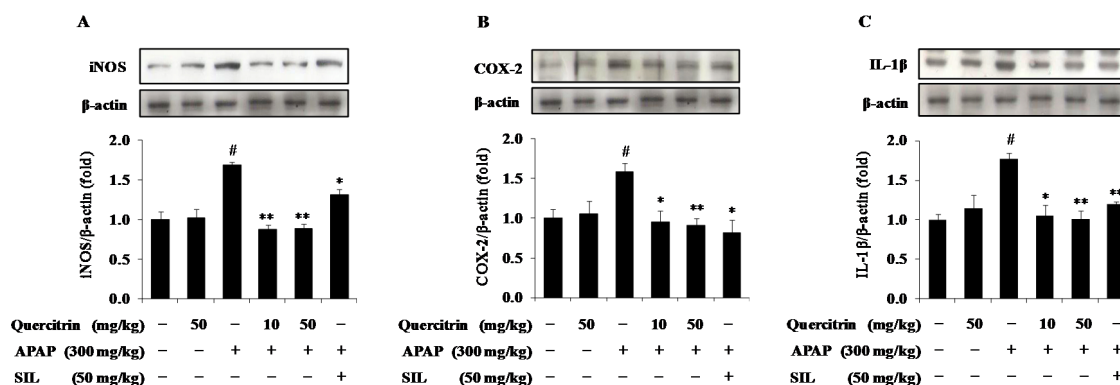 A B C
iNOS COX-2 IL-1β
β-actin β-actin β-actin
2.0 2.0 2.0
# # #
1.5 1.5 1.5
* ** **
** ** * ** * * **
1.0 1.0 1.0
0.5 0.5 0.5
0.0 0.0 0.0
iNOS/β-actin (fold) COX-2/β-actin (fold) IL-1β/β-actin (fold)
Quercitrin (mg/kg) − 50 − 10 50 − Quercitrin (mg/kg) − 50 − 10 50 − Quercitrin (mg/kg) − 50 − 10 50 −
APAP (300 mg/kg) − − + + + + APAP (300 mg/kg) − − + + + + APAP (300 mg/kg) − − + + + +
SIL (50 mg/kg) − − − − − + SIL (50 mg/kg) − − − − − + SIL (50 mg/kg) − − − − − +